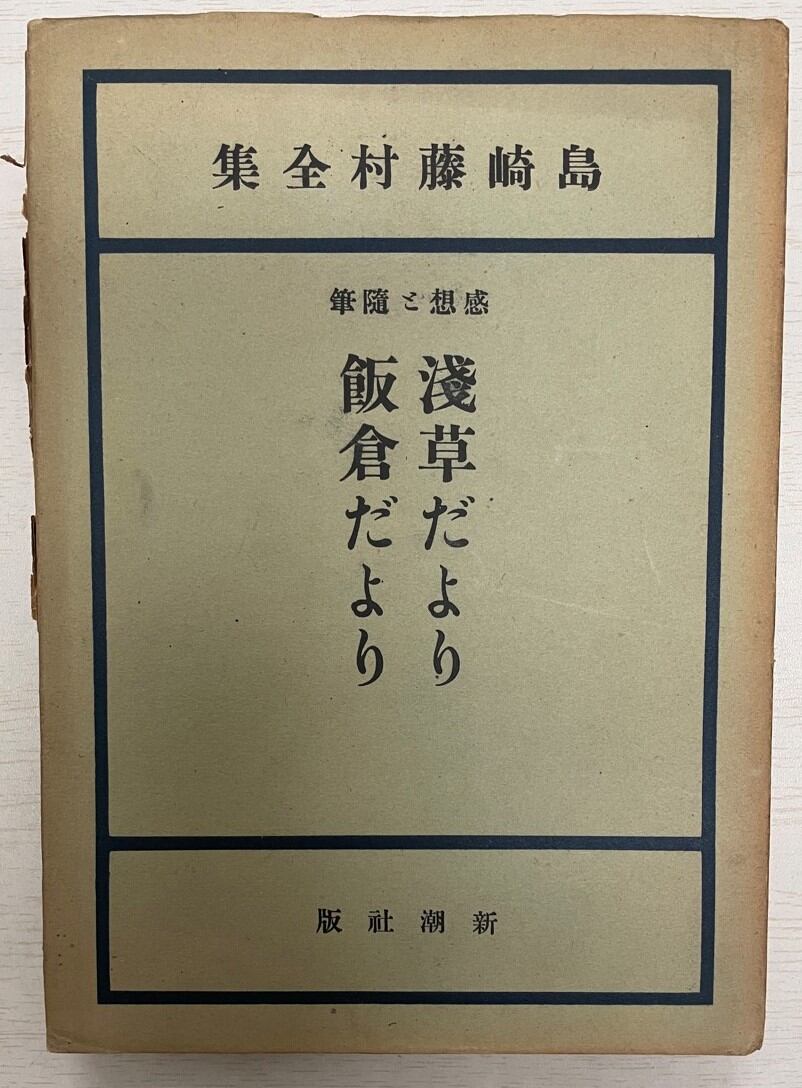 島崎藤村全集
感想と隨筆
淺草だより
飯倉だより
新潮社版